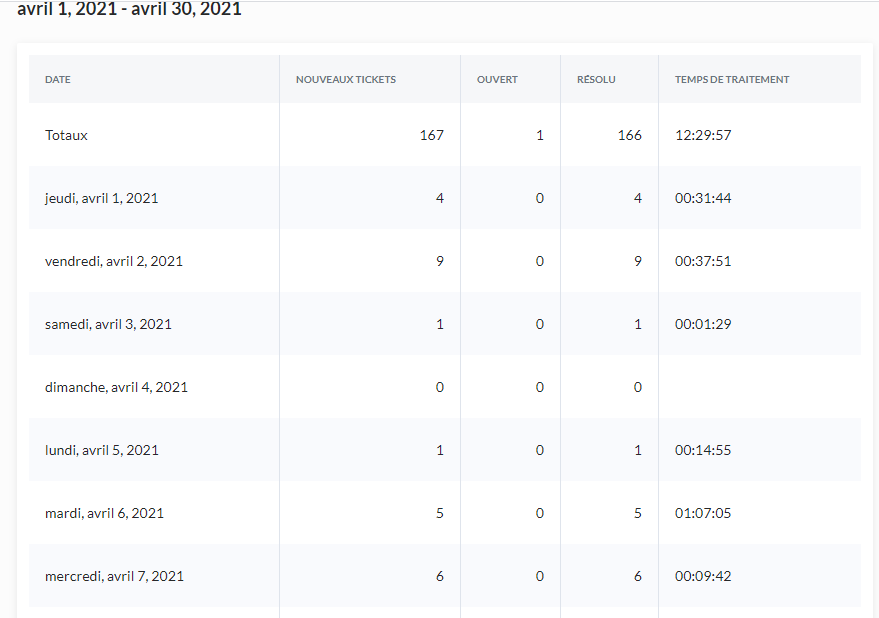 avril 1, 2021 - avril 30, 2021
DATE NOUVEAUX TICKETS OUVERT RÉSOLU TEMPS DE TRAITEMENT
Totaux 167 1 166 12:29:57
jeudi, avril 1, 2021 4 0 4 00:31:44
vendredi, avril 2, 2021 9 0 9 00:37:51
samedi, avril 3, 2021 1 0 1 00:01:29
dimanche, avril 4, 2021 0 0 0
lundi, avril 5, 2021 1 0 1 00:14:55
mardi, avril 6, 2021 5 0 5 01:07:05
mercredi, avril 7, 2021 6 0 6 00:09:42